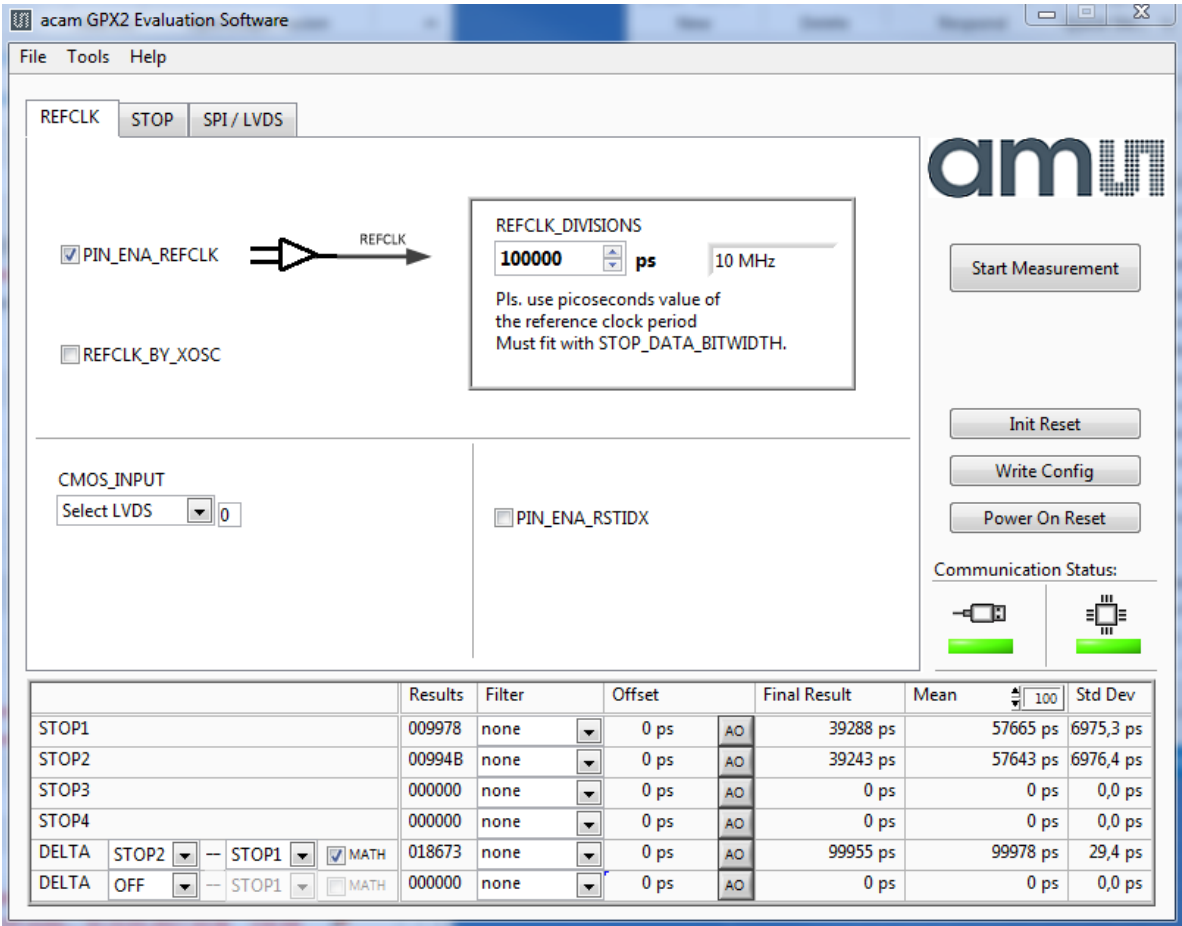 acam GPX2 Evaluation Software
File Tools Help
REFCLK STOP SPI / LVDS
amu
PIN_ENA_REFCLK
REFCLK
REFCLK_DIVISIONS
100000 ps 10 MHz
Pls. use picoseconds value of
the reference clock period
Must fit with STOP_DATA_BITWIDTH.
REFCLK_BY_XOSC
Start Measurement
Init Reset
Write Config
Power On Reset
CMOS_INPUT
Select LVDS 0
PIN_ENA_RSTIDX
Communication Status:
Results Filter Offset Final Result Mean 100 Std Dev
STOP1 009978 none 0 ps AO 39288 ps 57665 ps 6975,3 ps
STOP2 00994B none 0 ps AO 39243 ps 57643 ps 6976,4 ps
STOP3 000000 none 0 ps AO 0 ps 0 ps 0,0 ps
STOP4 000000 none 0 ps AO 0 ps 0 ps 0,0 ps
DELTA STOP2 -- STOP1 MATH 018673 none 0 ps AO 99955 ps 99978 ps 29,4 ps
DELTA OFF -- STOP1 MATH 000000 none 0 ps AO 0 ps 0 ps 0,0 ps